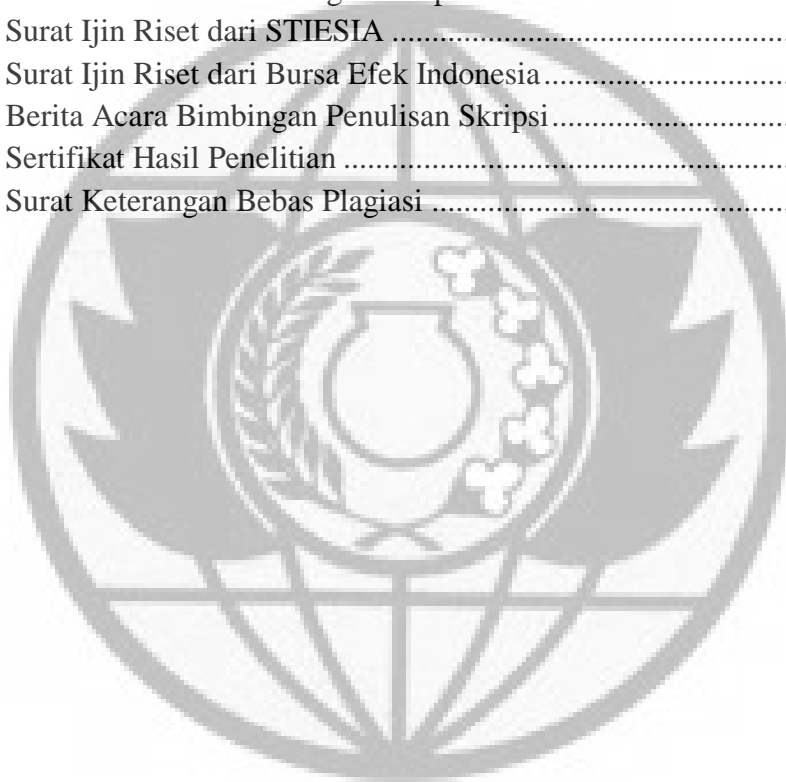 Surat Ijin Riset dari STIESIA ................................................................
Surat Ijin Riset dari Bursa Efek Indonesia ........................................
Berita Acara Bimbingan Penulisan Skripsi ......................................
Sertifikat Hasil Penelitian .......................................................................
Surat Keterangan Bebas Plagiasi .........................................................